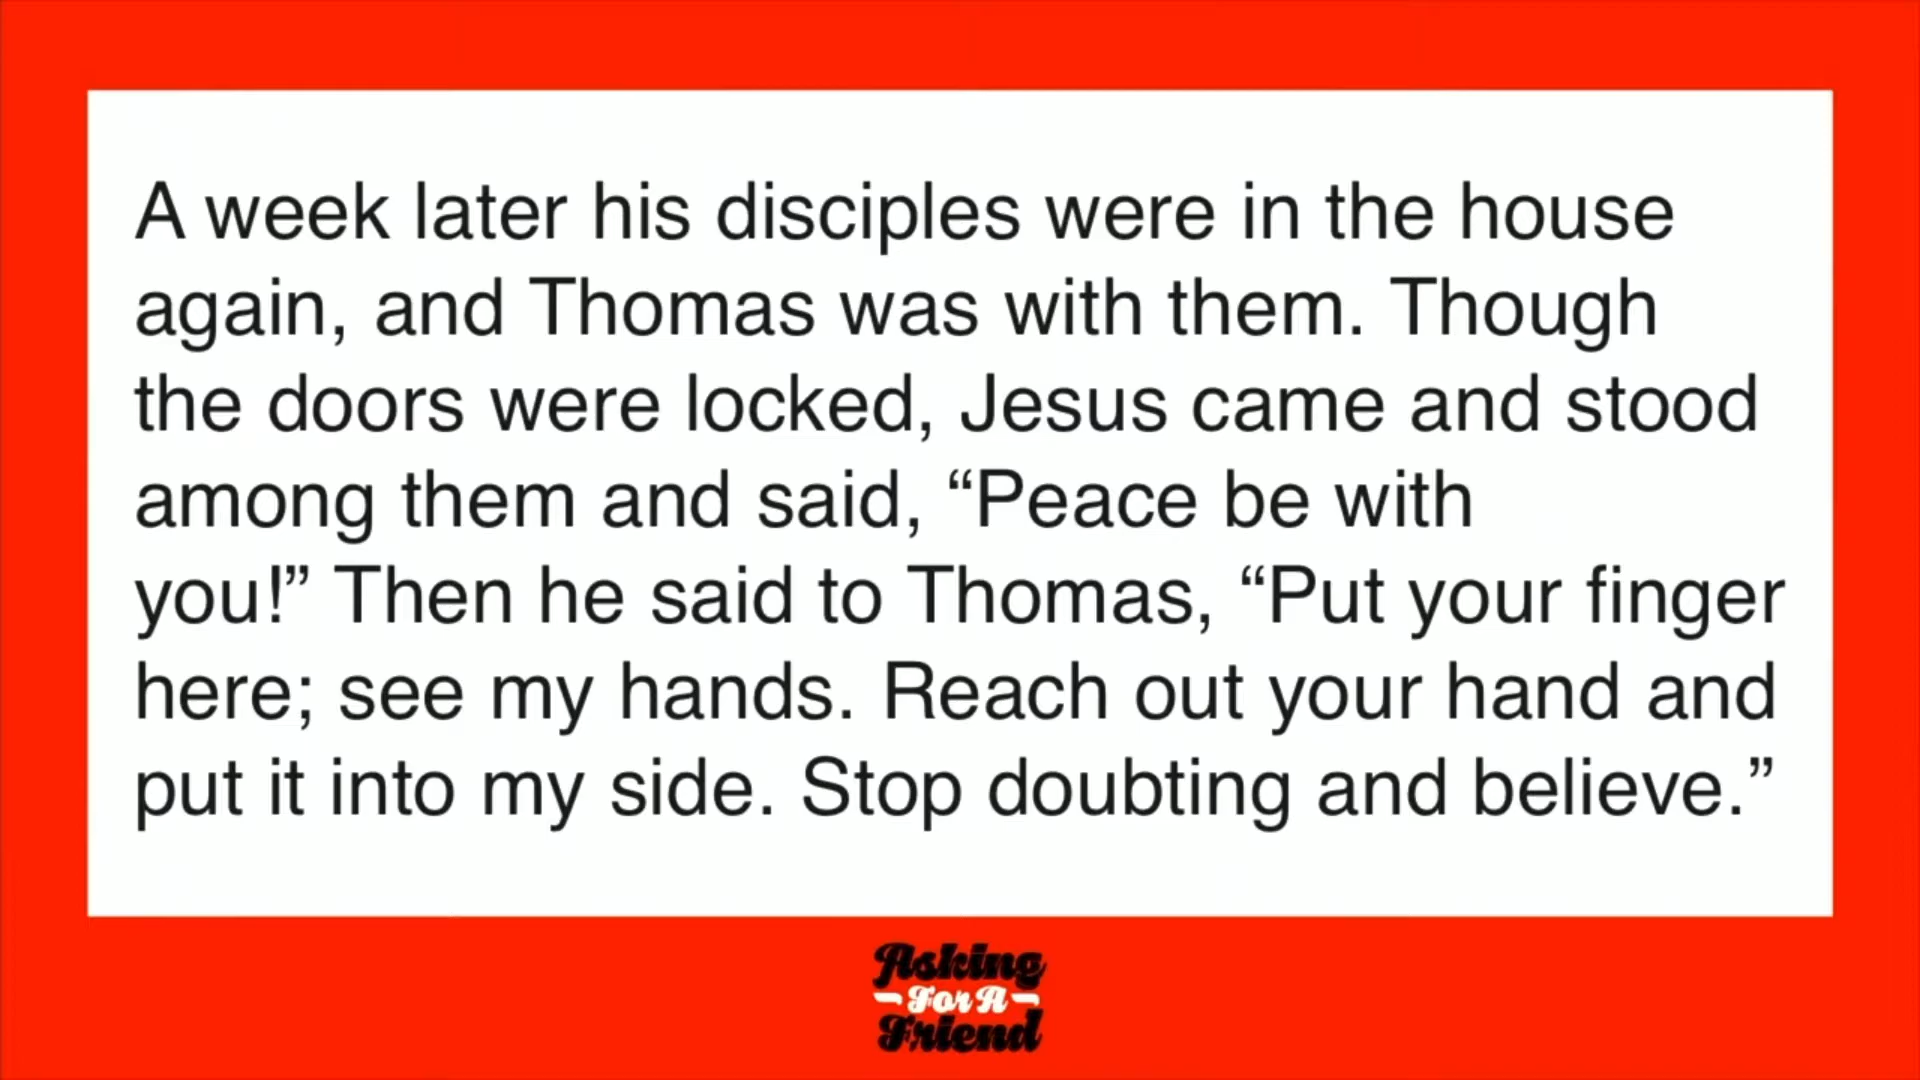 A week later his disciples were in the house
again, and Thomas was with them. Though
the doors were locked, Jesus came and stood
among them and said, “Peace be with
you!” Then he said to Thomas, “Put your finger
here; see my hands. Reach out your hand and
put it into my side. Stop doubting and believe.”
Asking
For A
Friend